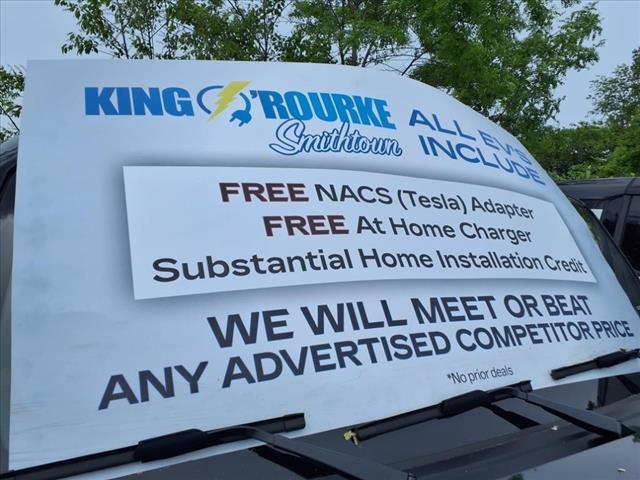 KING O'ROURKE
Smithtown
ALL EV'S
INCLUDE
FREE NACS (Tesla) Adapter
FREE At Home Charger
Substantial Home Installation Credit
WE WILL MEET OR BEAT
ANY ADVERTISED COMPETITOR PRICE
*No prior deals